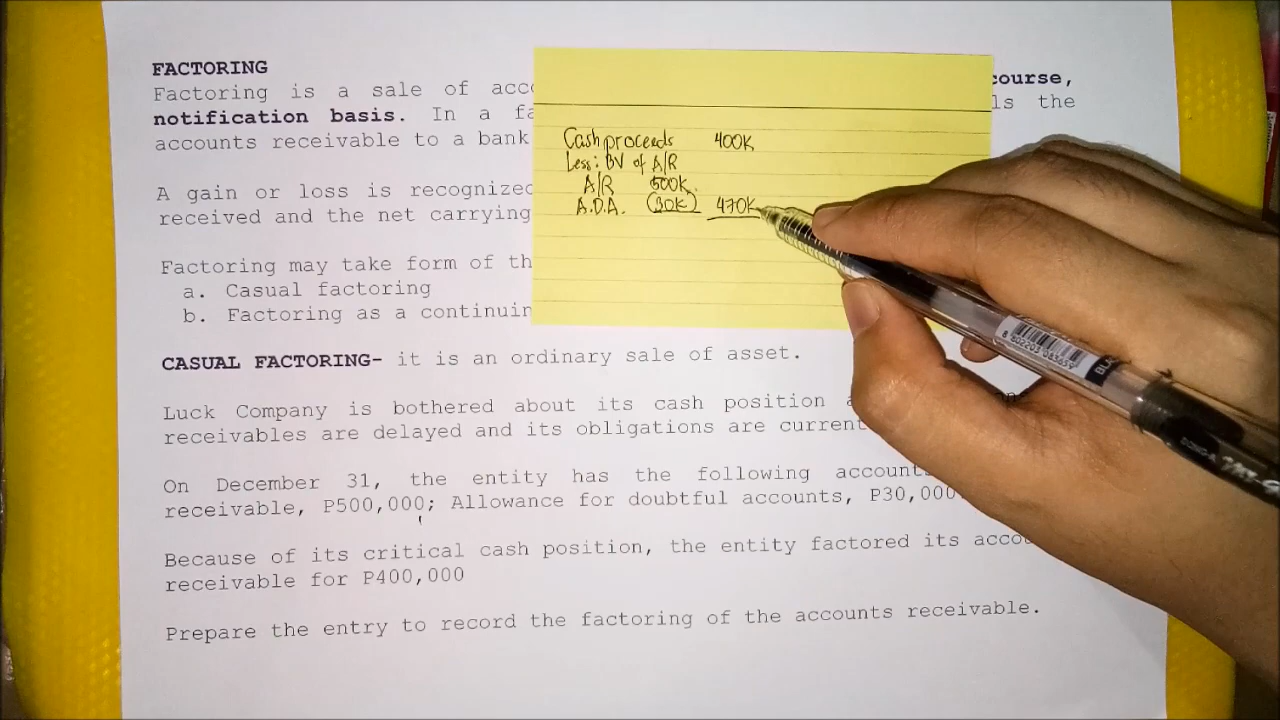 FACTORING
Factoring is a sale of acc course,
notification basis. In a fa ls the
accounts receivable to a bank
A gain or loss is recognized
received and the net carrying
Factoring may take form of th
a. Casual factoring
b. Factoring as a continuin
Cash proceeds 400K
Less: BV of A/R
A/R 500K
A.D.A. (30K) 470K
CASUAL FACTORING- it is an ordinary sale of asset.
Luck Company is bothered about its cash position a
receivables are delayed and its obligations are current
On December 31, the entity has the following accounts
receivable, P500,000; Allowance for doubtful accounts, P30,000
Because of its critical cash position, the entity factored its acco
receivable for P400,000
Prepare the entry to record the factoring of the accounts receivable.